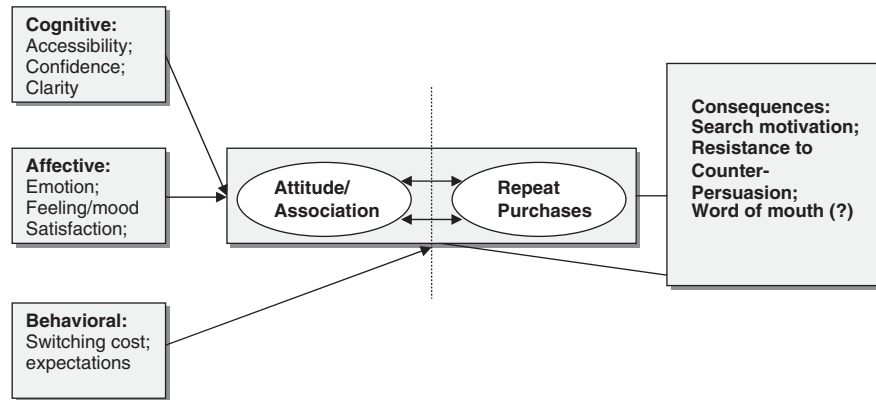 Cognitive:
Accessibility;
Confidence;
Clarity
Affective:
Emotion;
Feeling/mood
Satisfaction;
Behavioral:
Switching cost;
expectations
Attitude/
Association
Repeat
Purchases
Consequences:
Search motivation;
Resistance to
Counter-
Persuasion;
Word of mouth (?)